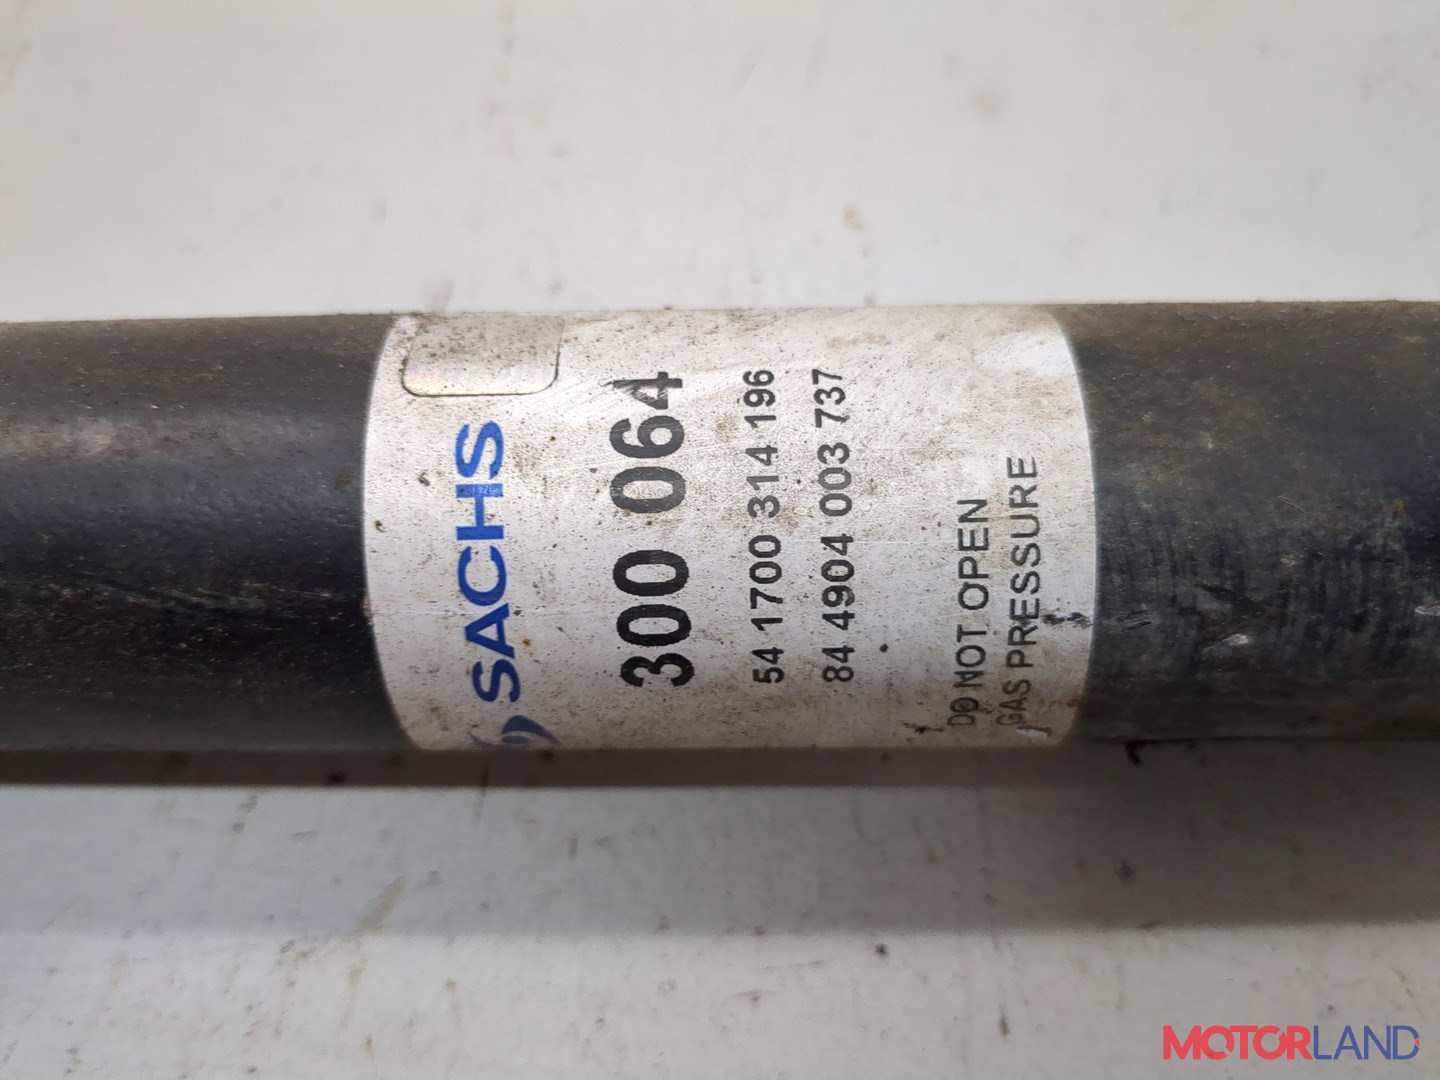 SACHS
300 064
54 1700 314 196
84 4904 003 737
DO NOT OPEN
GAS PRESSURE
MOTORLAND